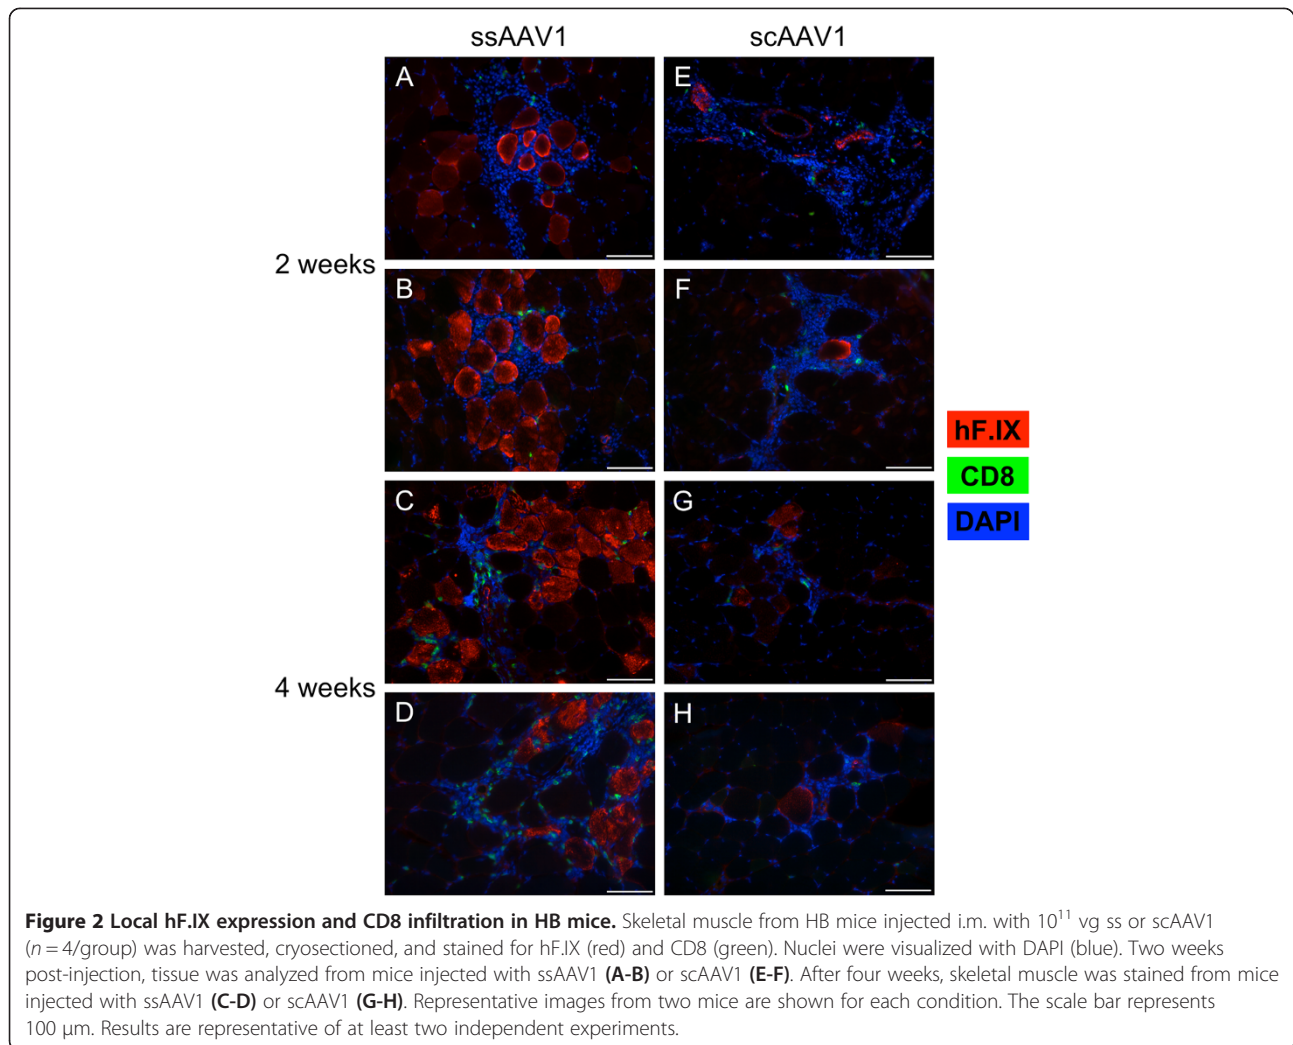 ssAAV1
scAAV1
A
E
2 weeks
B
F
hF.IX
CD8
DAPI
C
G
4 weeks
D
H
Figure 2 Local hF.IX expression and CD8 infiltration in HB mice. Skeletal muscle from HB mice injected i.m. with 10¹¹ vg ss or scAAV1
(n = 4/group) was harvested, cryosectioned, and stained for hF.IX (red) and CD8 (green). Nuclei were visualized with DAPI (blue). Two weeks
post-injection, tissue was analyzed from mice injected with ssAAV1 (A-B) or scAAV1 (E-F). After four weeks, skeletal muscle was stained from mice
injected with ssAAV1 (C-D) or scAAV1 (G-H). Representative images from two mice are shown for each condition. The scale bar represents
100 μm. Results are representative of at least two independent experiments.